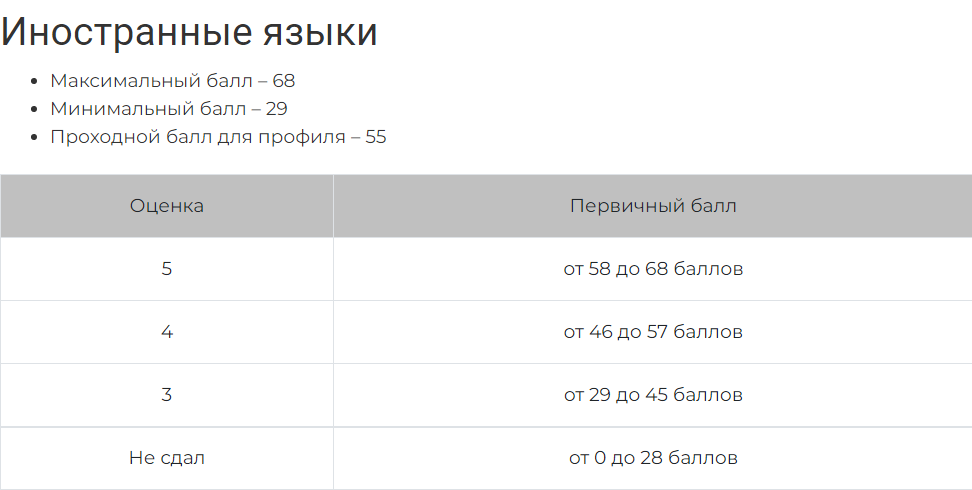 Иностранные языки
Максимальный балл – 68
Минимальный балл – 29
Проходной балл для профиля – 55
Оценка Первичный балл
5 от 58 до 68 баллов
4 от 46 до 57 баллов
3 от 29 до 45 баллов
Не сдал от 0 до 28 баллов